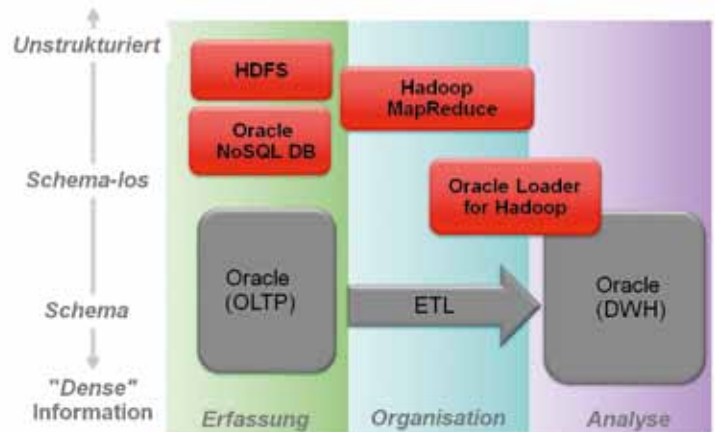 Unstrukturiert
Schema-los
Schema
"Dense"
Information
HDFS
Oracle
NoSQL DB
Hadoop
MapReduce
Oracle Loader
for Hadoop
Oracle
(OLTP)
ETL
Oracle
(DWH)
Erfassung
Organisation
Analyse